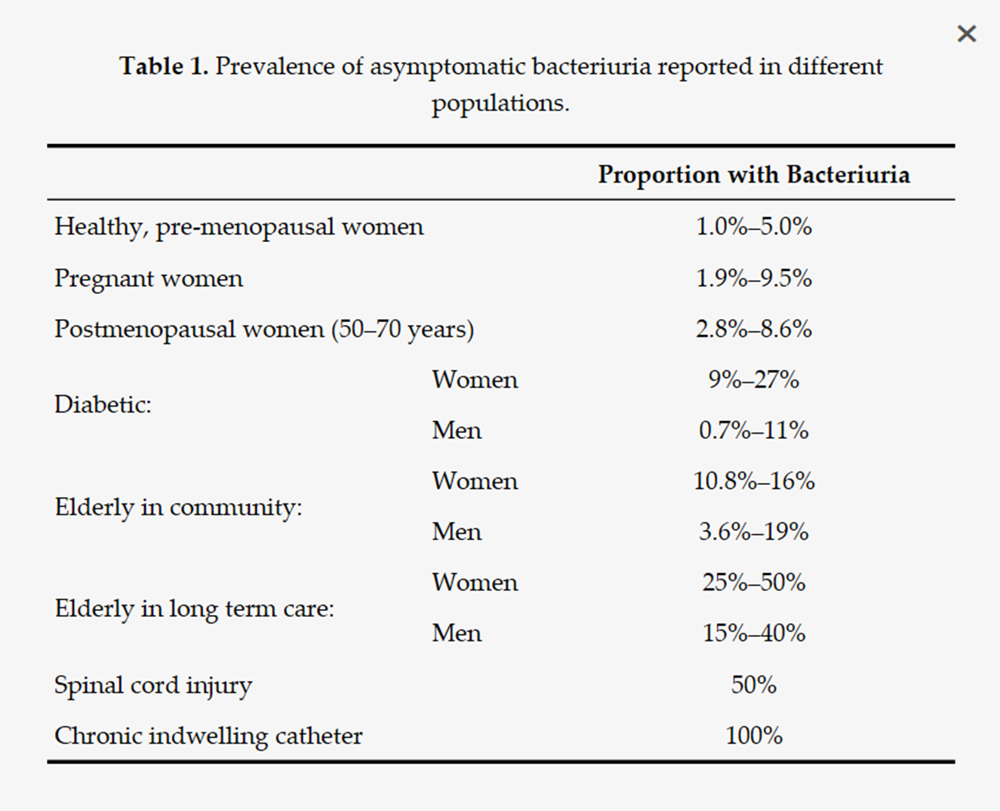 Table 1. Prevalence of asymptomatic bacteriuria reported in different
populations.
Proportion with Bacteriuria
Healthy, pre-menopausal women 1.0%–5.0%
Pregnant women 1.9%–9.5%
Postmenopausal women (50–70 years) 2.8%–8.6%
Diabetic:
Women 9%–27%
Men 0.7%–11%
Elderly in community:
Women 10.8%–16%
Men 3.6%–19%
Elderly in long term care:
Women 25%–50%
Men 15%–40%
Spinal cord injury 50%
Chronic indwelling catheter 100%